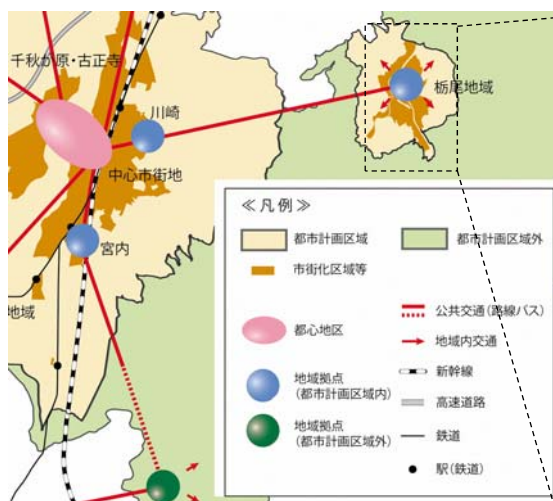 千秋が原・古正寺
栃尾地域
川崎
中心市街地
宮内
地域
≪凡例≫
都市計画区域
都市計画区域外
市街化区域等
都心地区
地域拠点
(都市計画区域内)
地域拠点
(都市計画区域外)
公共交通(路線バス)
地域内交通
新幹線
高速道路
鉄道
駅(鉄道)